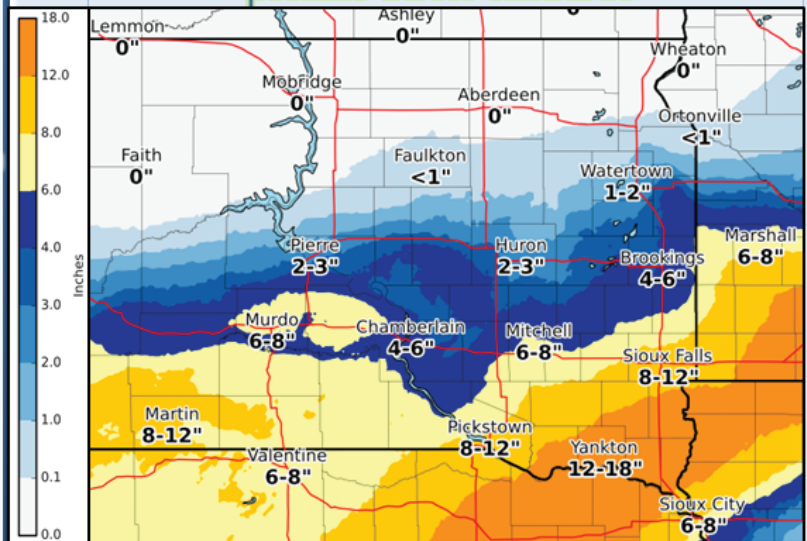 18.0
12.0
8.0
6.0
4.0
3.0
2.0
1.0
0.1
0.0
Inches
Lemmon
0"
Ashley
0"
Wheaton
0"
Mobridge
0"
Aberdeen
0"
Ortonville
<1"
Faith
0"
Faulkton
<1"
Watertown
1-2"
Pierre
2-3"
Huron
2-3"
Brookings
4-6"
Marshall
6-8"
Murdo
6-8"
Chamberlain
4-6"
Mitchell
6-8"
Sioux Falls
8-12"
Martin
8-12"
Pickstown
8-12"
Valentine
6-8"
Yankton
12-18"
Sioux City
6-8"